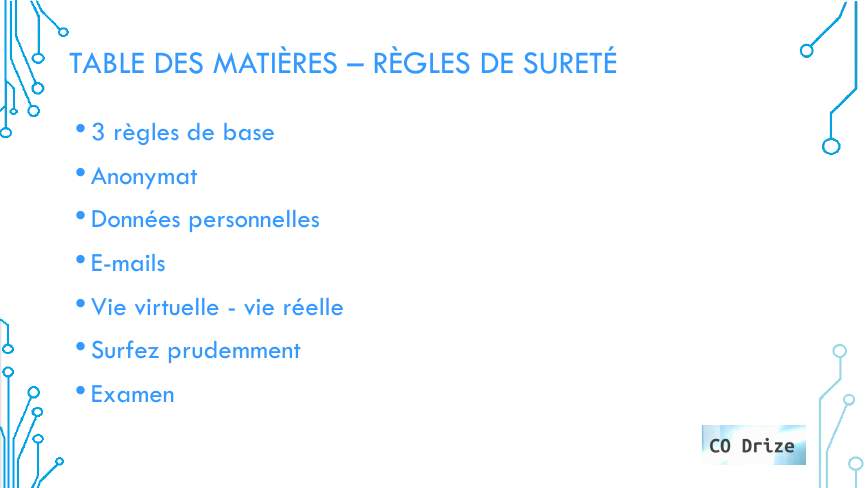 TABLE DES MATIÈRES – RÈGLES DE SURETÉ
• 3 règles de base
• Anonymat
• Données personnelles
• E-mails
• Vie virtuelle - vie réelle
• Surfez prudemment
• Examen
CO Drize